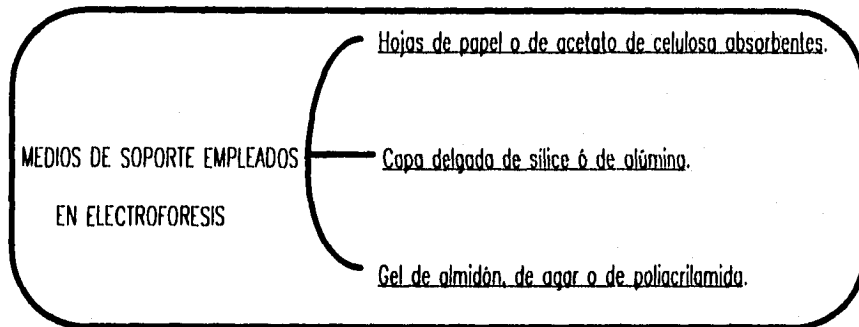 Hojas de papel o de acetato de celulosa absorbentes.
MEDIOS DE SOPORTE EMPLEADOS
EN ELECTROFORESIS
Capa delgada de sílice ó de alúmina.
Gel de almidón, de agar o de poliacrilamida.